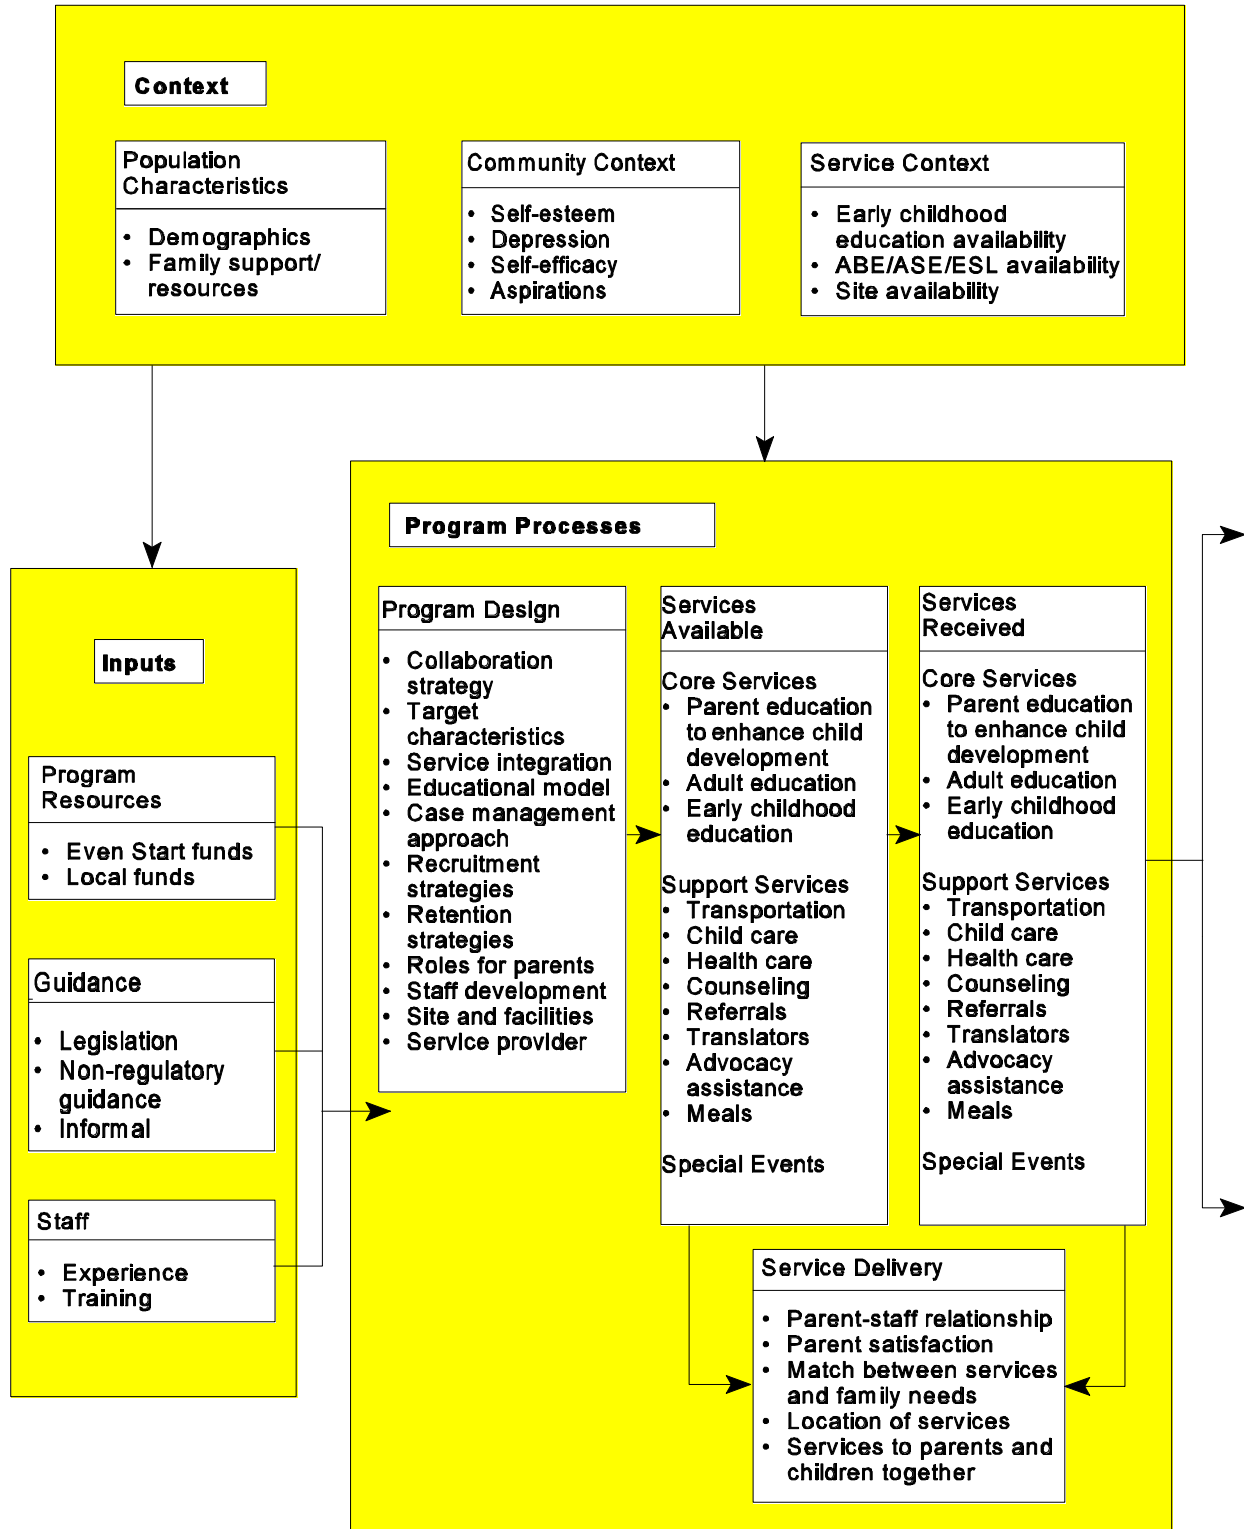 Context
Population
Characteristics
• Demographics
• Family support/
resources
Community Context
• Self-esteem
• Depression
• Self-efficacy
• Aspirations
Service Context
• Early childhood
education availability
• ABE/ASE/ESL availability
• Site availability
Inputs
Program
Resources
• Even Start funds
• Local funds
Guidance
• Legislation
• Non-regulatory
guidance
• Informal
Staff
• Experience
• Training
Program Processes
Program Design
• Collaboration
strategy
• Target
characteristics
• Service integration
• Educational model
• Case management
approach
• Recruitment
strategies
• Retention
strategies
• Roles for parents
• Staff development
• Site and facilities
• Service provider
Services
Available
Core Services
• Parent education
to enhance child
development
• Adult education
• Early childhood
education
Support Services
• Transportation
• Child care
• Health care
• Counseling
• Referrals
• Translators
• Advocacy
assistance
• Meals
Special Events
Services
Received
Core Services
• Parent education
to enhance child
development
• Adult education
• Early childhood
education
Support Services
• Transportation
• Child care
• Health care
• Counseling
• Referrals
• Translators
• Advocacy
assistance
• Meals
Special Events
Service Delivery
• Parent-staff relationship
• Parent satisfaction
• Match between services
and family needs
• Location of services
• Services to parents and
children together